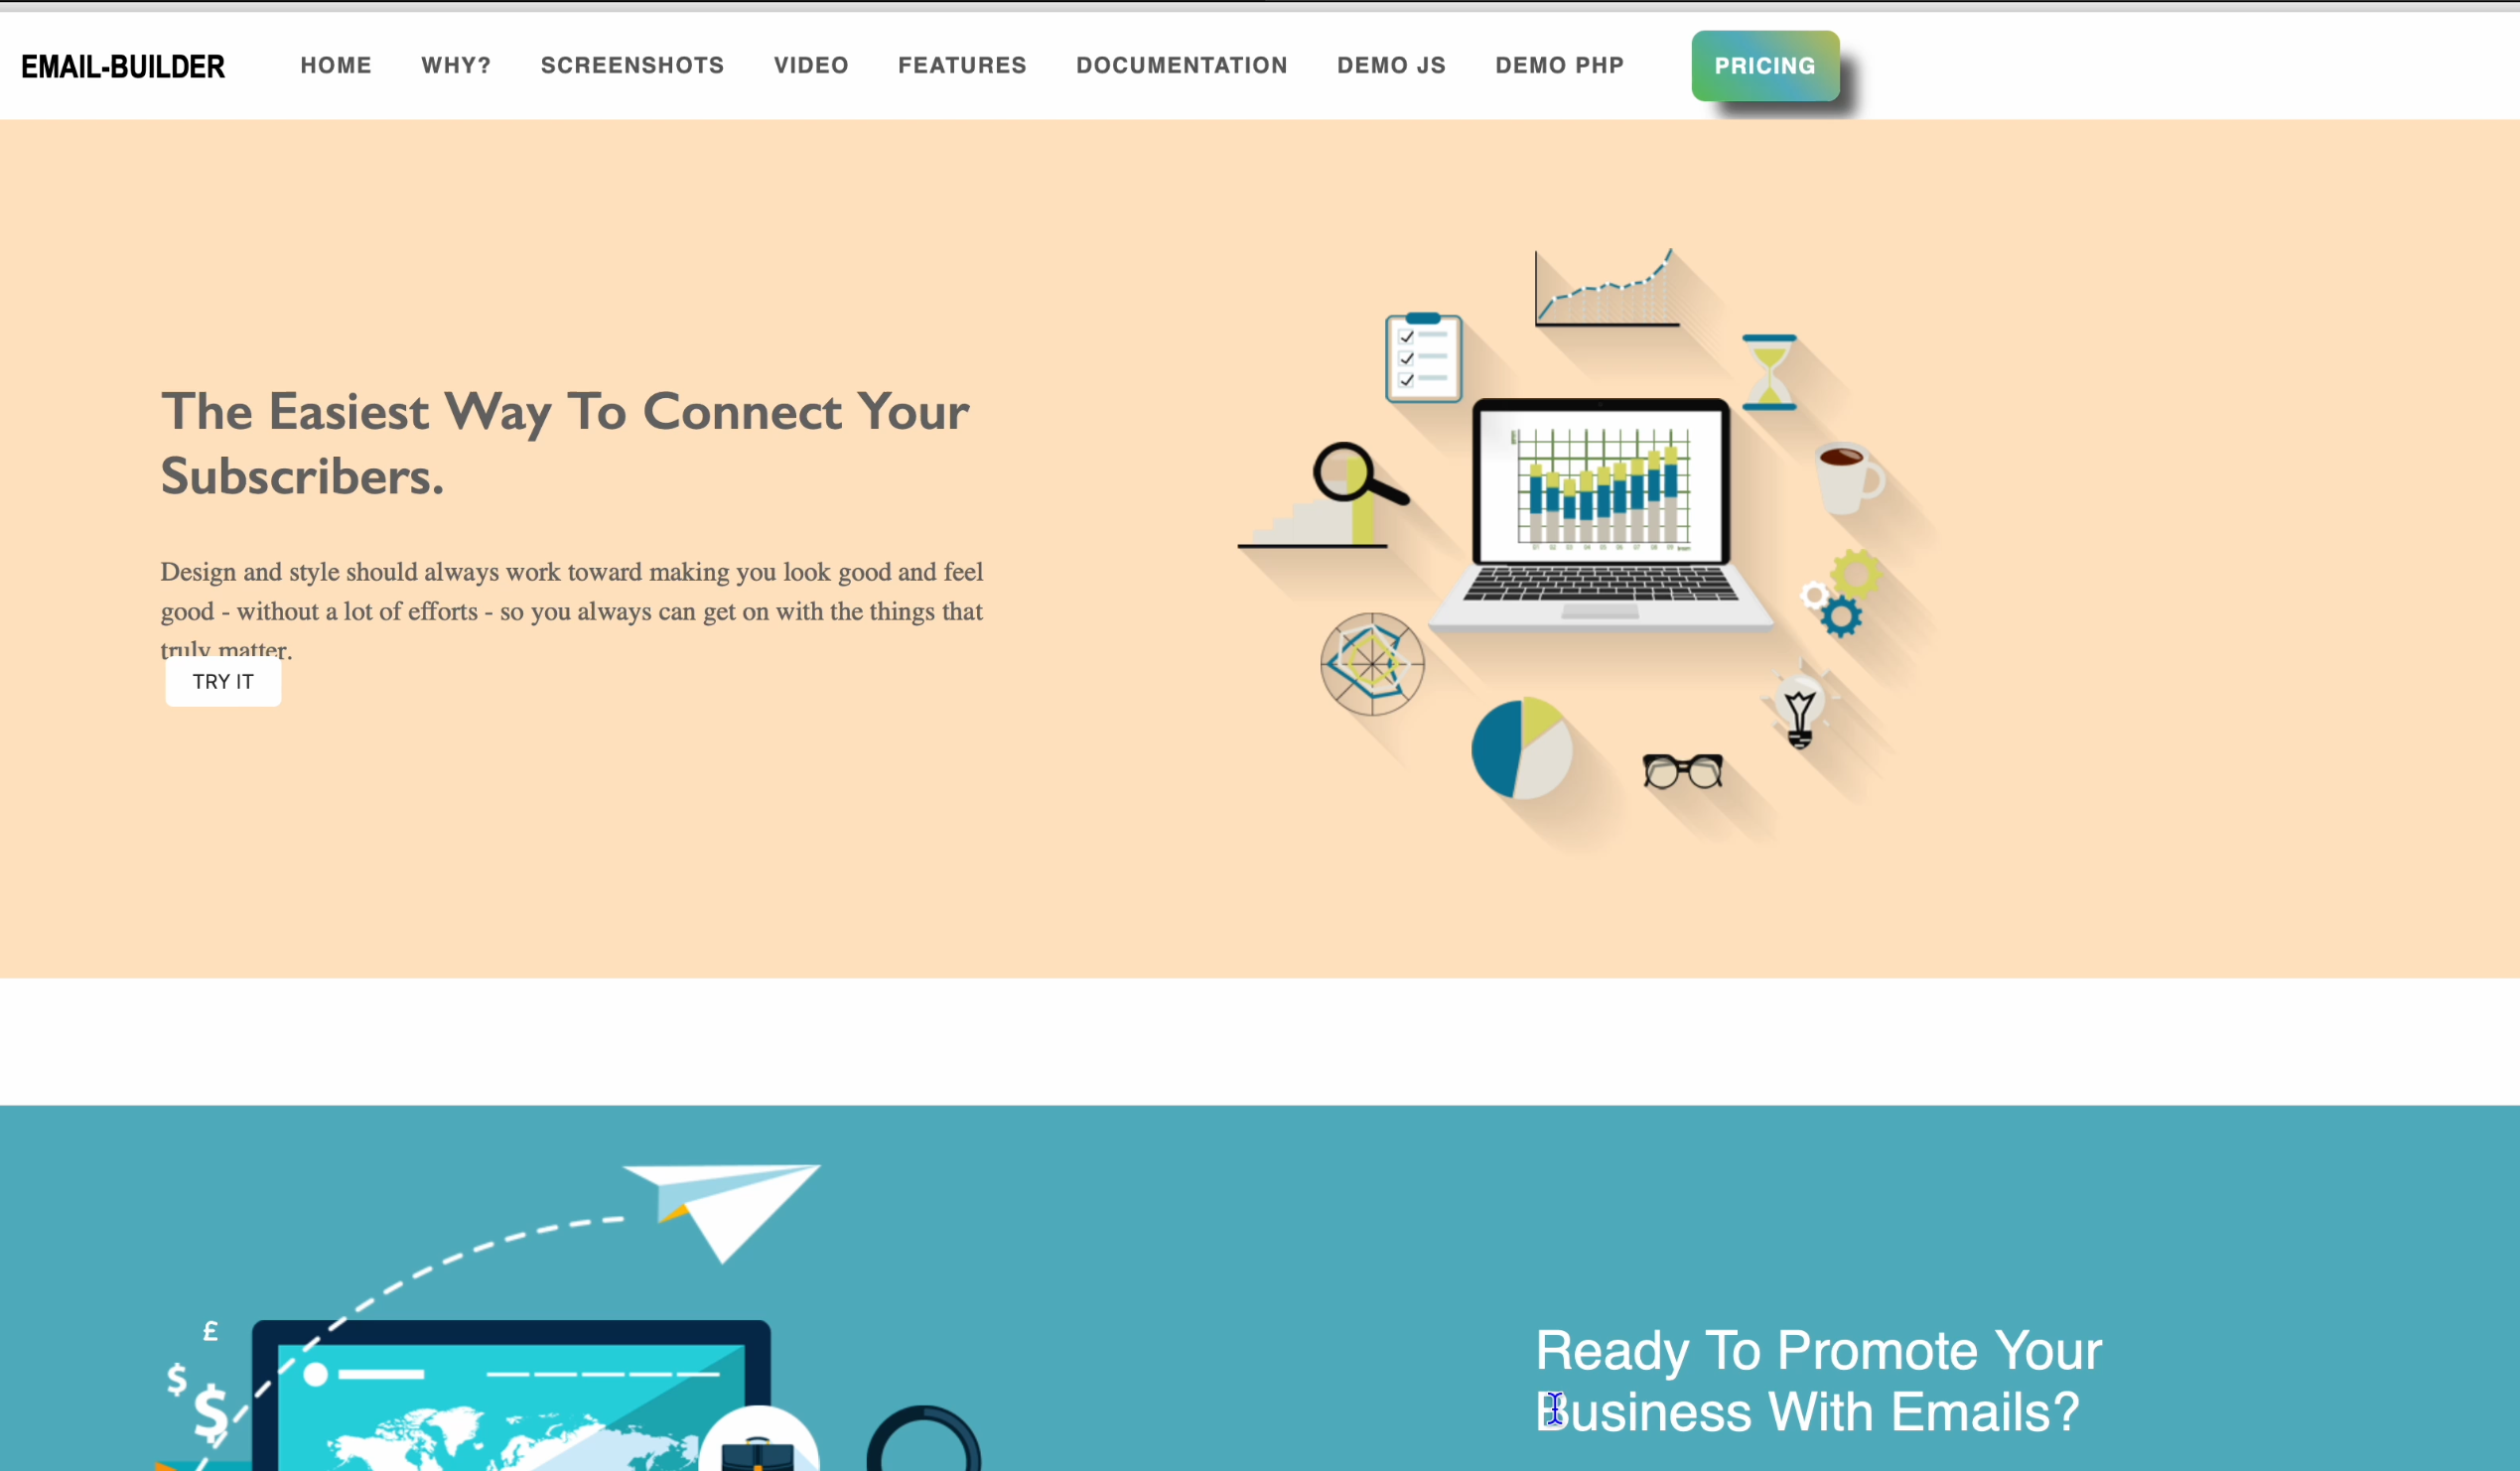 EMAIL-BUILDER HOME WHY? SCREENSHOTS VIDEO FEATURES DOCUMENTATION DEMO JS DEMO PHP PRICING
The Easiest Way To Connect Your
Subscribers.
Design and style should always work toward making you look good and feel
good - without a lot of efforts - so you always can get on with the things that
truly matter.
TRY IT
£
$
$
Ready To Promote Your
Business With Emails?